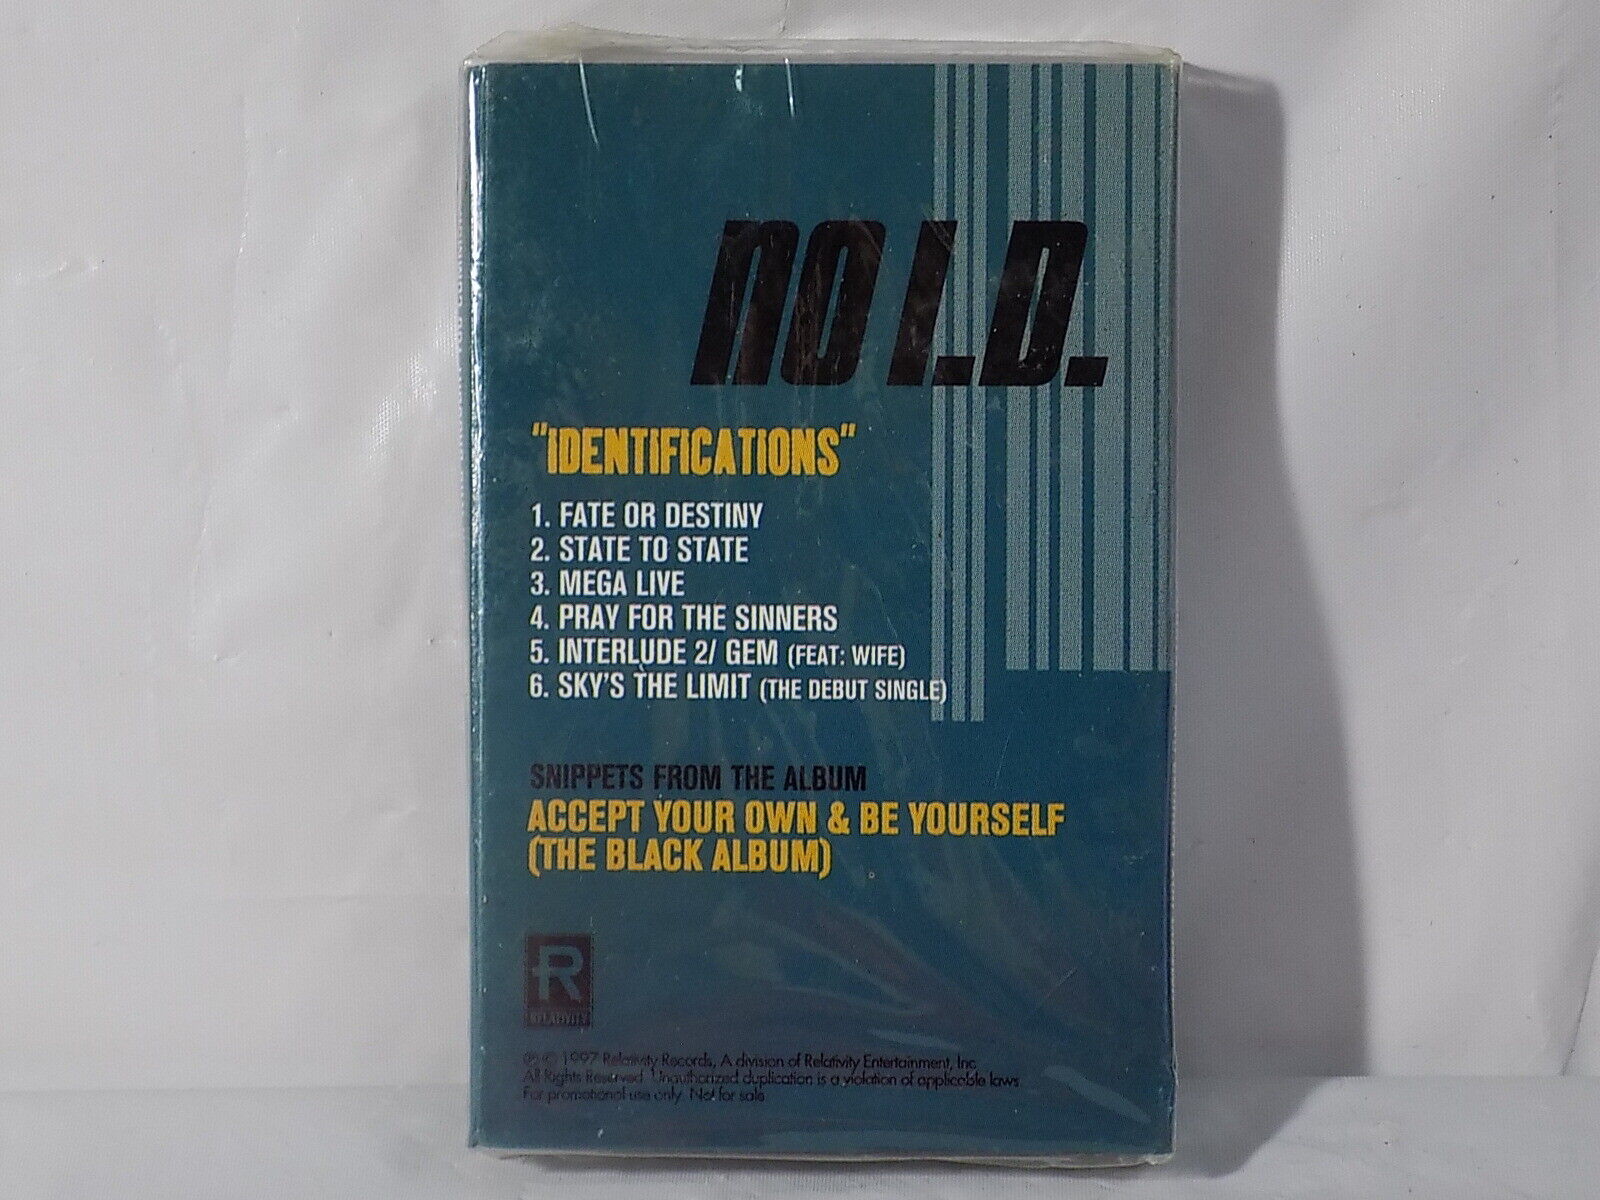 NO I.D.
"IDENTIFICATIONS"
1. FATE OR DESTINY
2. STATE TO STATE
3. MEGA LIVE
4. PRAY FOR THE SINNERS
5. INTERLUDE 2/ GEM (FEAT: WIFE)
6. SKY'S THE LIMIT (THE DEBUT SINGLE)
SNIPPETS FROM THE ALBUM
ACCEPT YOUR OWN & BE YOURSELF
(THE BLACK ALBUM)
R
RELATIVITY
℗ © 1997 Relativity Records, A division of Relativity Entertainment, Inc.
All Rights Reserved. Unauthorized duplication is a violation of applicable laws.
For promotional use only. Not for sale.